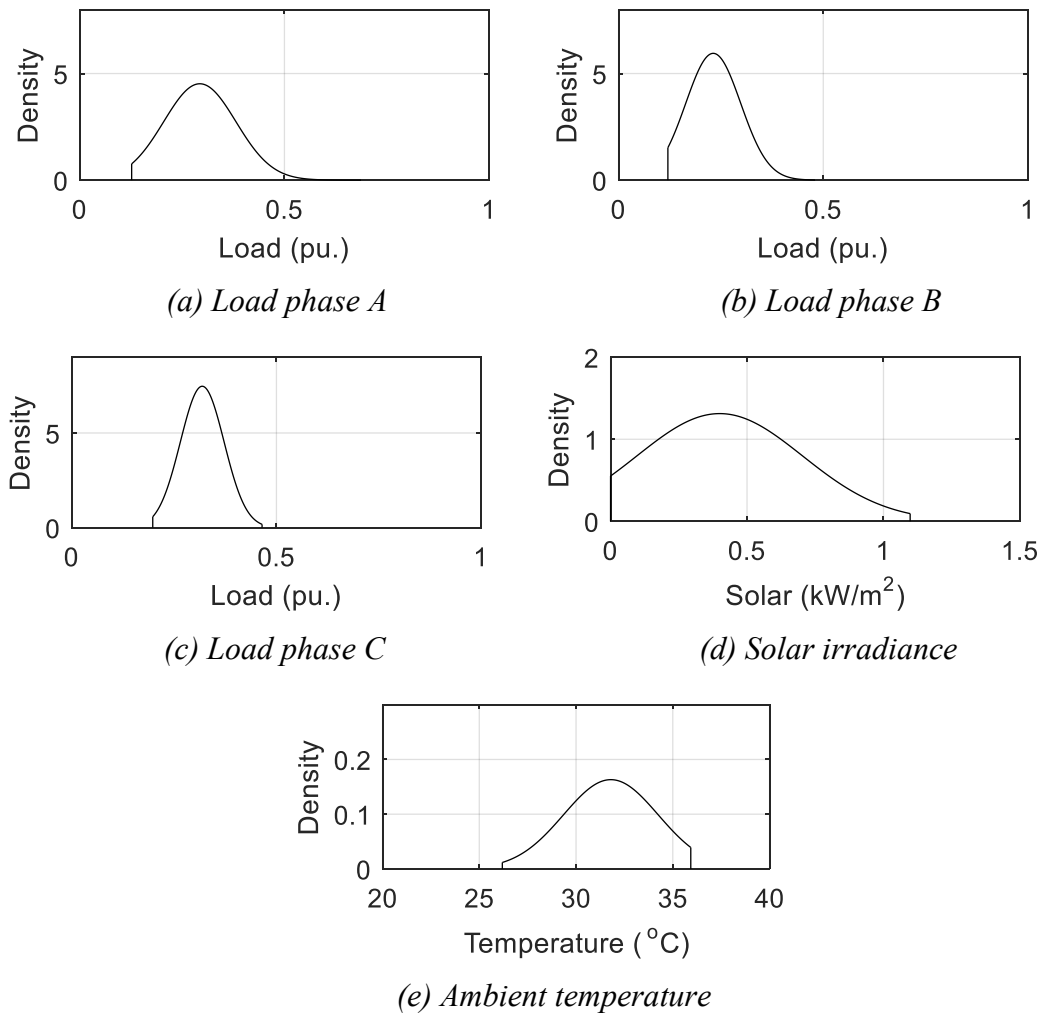 Density
5
0
0 0.5 1
Load (pu.)
(a) Load phase A
Density
5
0
0 0.5 1
Load (pu.)
(b) Load phase B
Density
5
0
0 0.5 1
Load (pu.)
(c) Load phase C
Density
2
1
0
0 0.5 1 1.5
Solar (kW/m²)
(d) Solar irradiance
Density
0.2
0.1
0
20 25 30 35 40
Temperature (°C)
(e) Ambient temperature